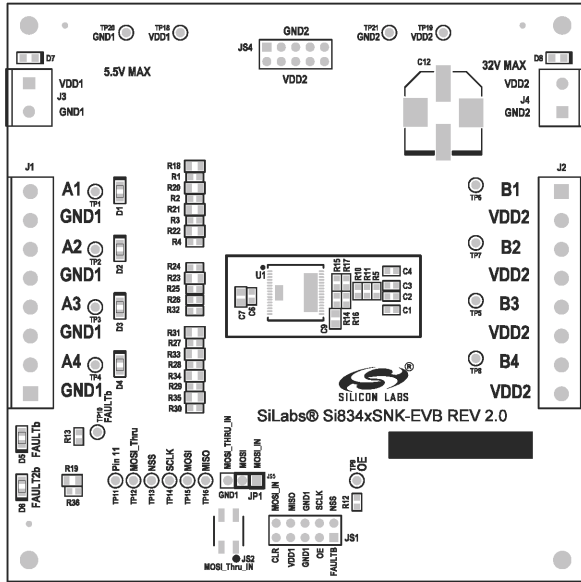 TP20
GND1
TP18
VDD1
GND2
JS4
VDD2
TP21
GND2
TP19
VDD2
D7
5.5V MAX
VDD1
J3
GND1
C12
32V MAX
D8
VDD2
J4
GND2
J1
A1
TP1
GND1
D1
A2
TP2
GND1
D2
A3
TP3
GND1
D3
A4
TP4
GND1
D4
R18
R1
R20
R2
R21
R3
R22
R4
R24
R23
R25
R26
R32
R31
R27
R33
R28
R34
R29
R35
R30
U1
C7
C6
R15
R17
R10
R11
R5
C9
R14
R16
C4
C3
C2
C1
J2
TP6
B1
VDD2
TP7
B2
VDD2
TP5
B3
VDD2
TP8
B4
VDD2
SILICON LABS
®
SiLabs® Si834xSNK-EVB REV 2.0
D5
FAULTb
R13
TP10
FAULTb
D6
FAULT2b
R19
R36
Pin 11
TP11
MOSI_Thru
TP12
NSS
TP13
SCLK
TP14
MOSI
TP15
MISO
TP16
MOSI_THRU_IN
MOSI
MOSI_IN
JS5
GND1
JP1
JS2
MOSI_Thru_IN
TP9
OE
R12
MOSI_IN
MISO
GND1
SCLK
NSS
JS1
CLR
VDD1
GND1
OE
FAULTB